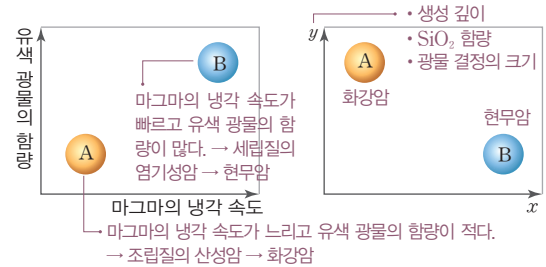 유색 광물의 함량
B
마그마의 냉각 속도가
빠르고 유색 광물의 함
량이 많다. → 세립질의
염기성암 → 현무암
A
마그마의 냉각 속도
마그마의 냉각 속도가 느리고 유색 광물의 함량이 적다.
→ 조립질의 산성암 → 화강암
y
• 생성 깊이
• SiO₂ 함량
• 광물 결정의 크기
A
화강암
현무암
B
x